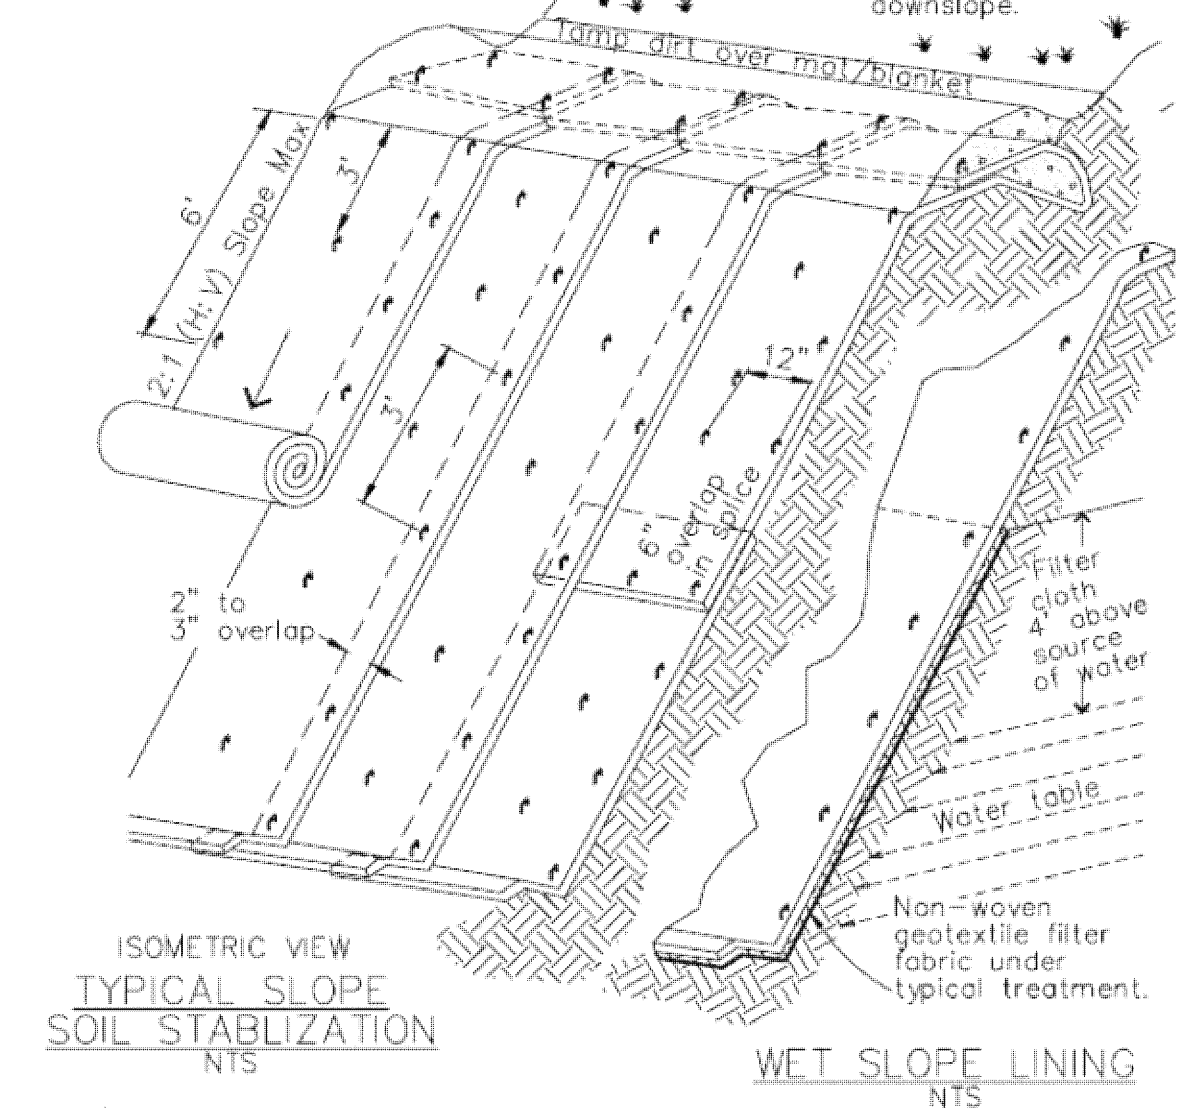 downslope.
Tamp dirt over mat/blanket
6'
3'
2:1 (H:V) Slope Max
12"
3'
6"
overlap
in splice
2" to
3" overlap
Filter
cloth
4' above
source
of water
Water table
Non-woven
geotextile filter
fabric under
typical treatment.
ISOMETRIC VIEW
TYPICAL SLOPE
SOIL STABLIZATION
NTS
WET SLOPE LINING
NTS